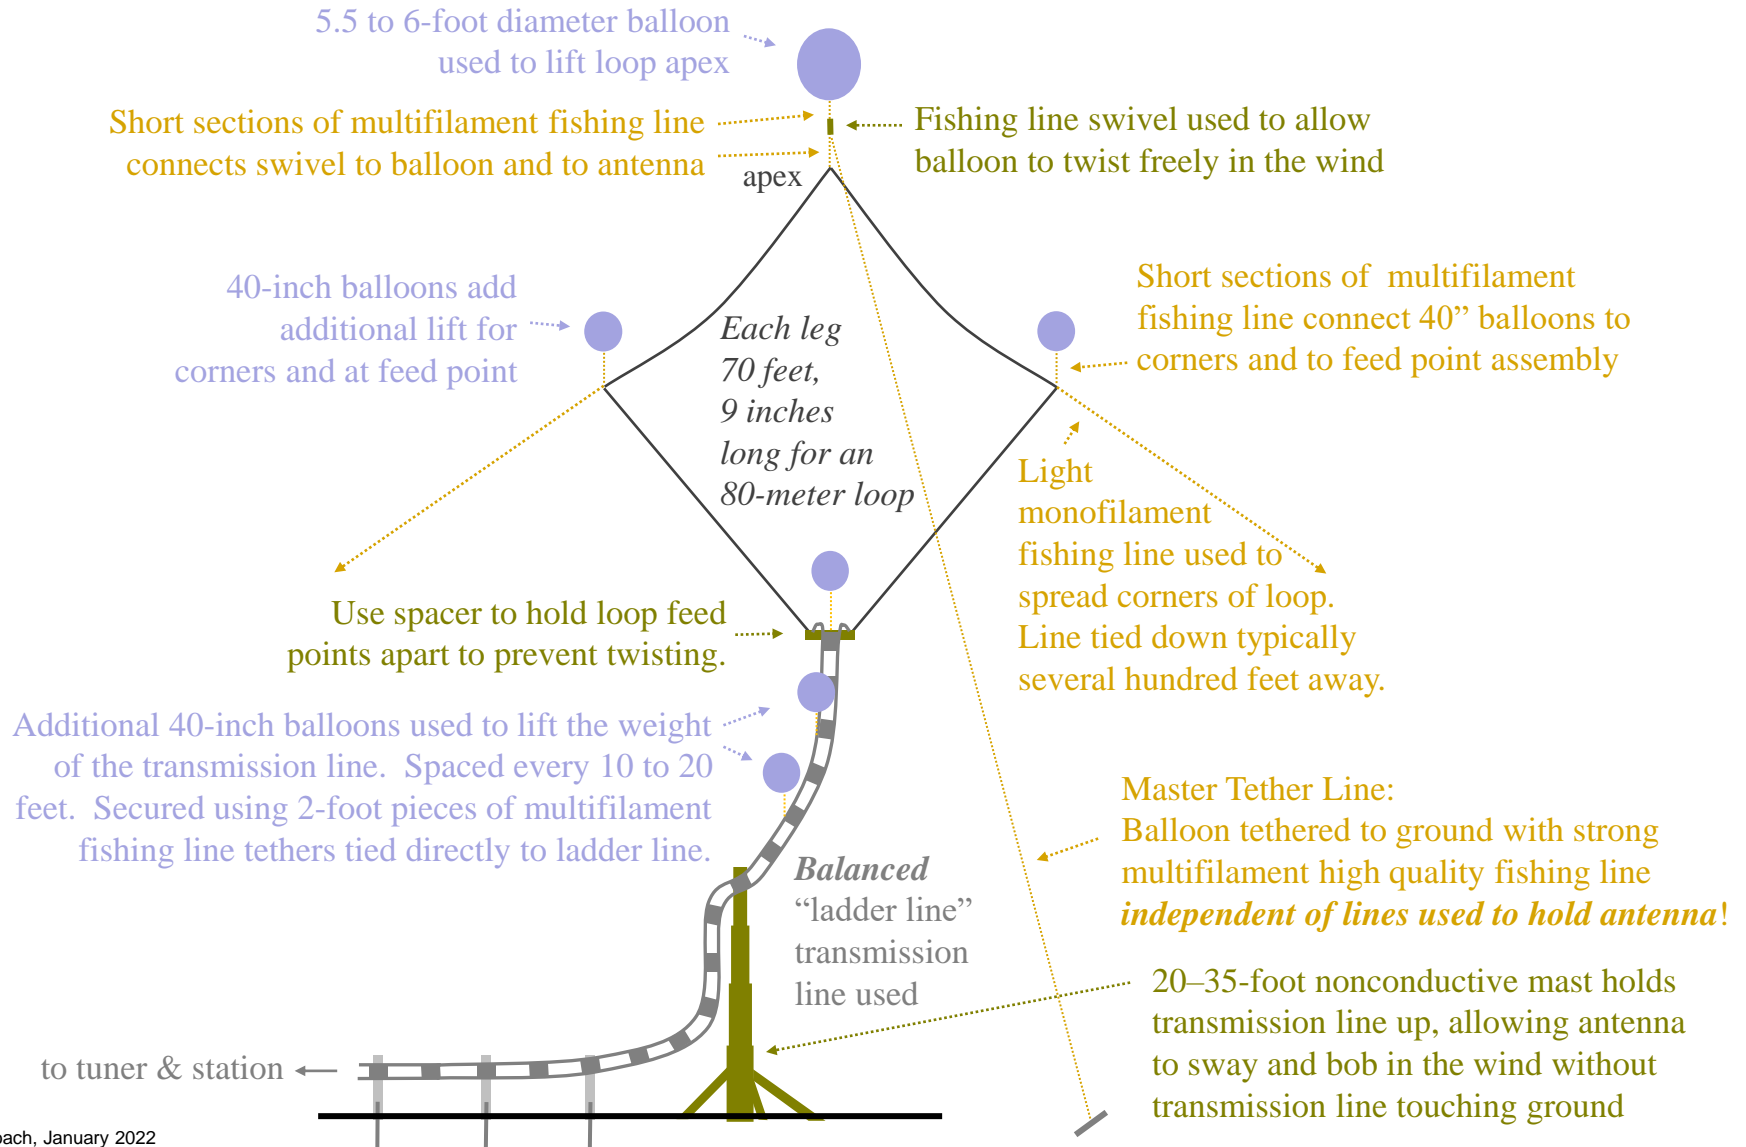 5.5 to 6-foot diameter balloon
used to lift loop apex
Short sections of multifilament fishing line
connects swivel to balloon and to antenna
Fishing line swivel used to allow
balloon to twist freely in the wind
apex
40-inch balloons add
additional lift for
corners and at feed point
Each leg
70 feet,
9 inches
long for an
80-meter loop
Short sections of multifilament
fishing line connect 40” balloons to
corners and to feed point assembly
Light
monofilament
fishing line used to
spread corners of loop.
Line tied down typically
several hundred feet away.
Use spacer to hold loop feed
points apart to prevent twisting.
Additional 40-inch balloons used to lift the weight
of the transmission line. Spaced every 10 to 20
feet. Secured using 2-foot pieces of multifilament
fishing line tethers tied directly to ladder line.
Master Tether Line:
Balloon tethered to ground with strong
multifilament high quality fishing line
independent of lines used to hold antenna!
Balanced
“ladder line”
transmission
line used
20–35-foot nonconductive mast holds
transmission line up, allowing antenna
to sway and bob in the wind without
transmission line touching ground
to tuner & station
January 2022